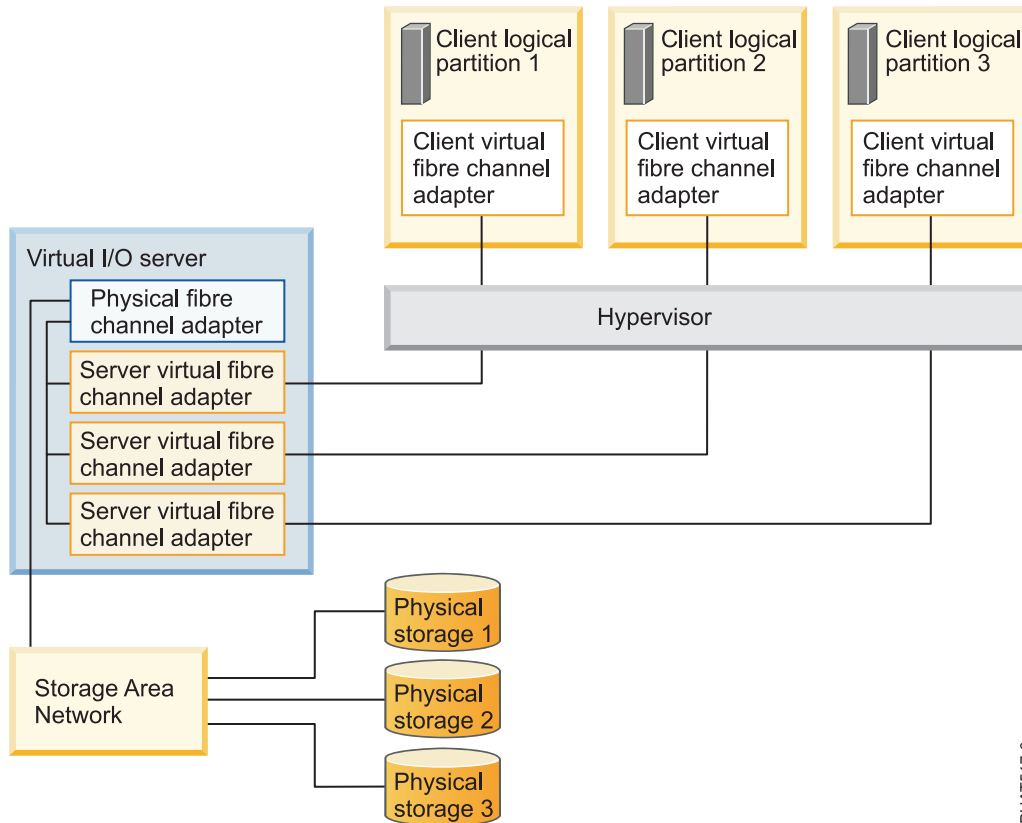 Client logical
partition 1
Client logical
partition 2
Client logical
partition 3
Client virtual
fibre channel
adapter
Client virtual
fibre channel
adapter
Client virtual
fibre channel
adapter
Virtual I/O server
Physical fibre
channel adapter
Hypervisor
Server virtual fibre
channel adapter
Server virtual fibre
channel adapter
Server virtual fibre
channel adapter
Physical
storage 1
Storage Area
Network
Physical
storage 2
Physical
storage 3